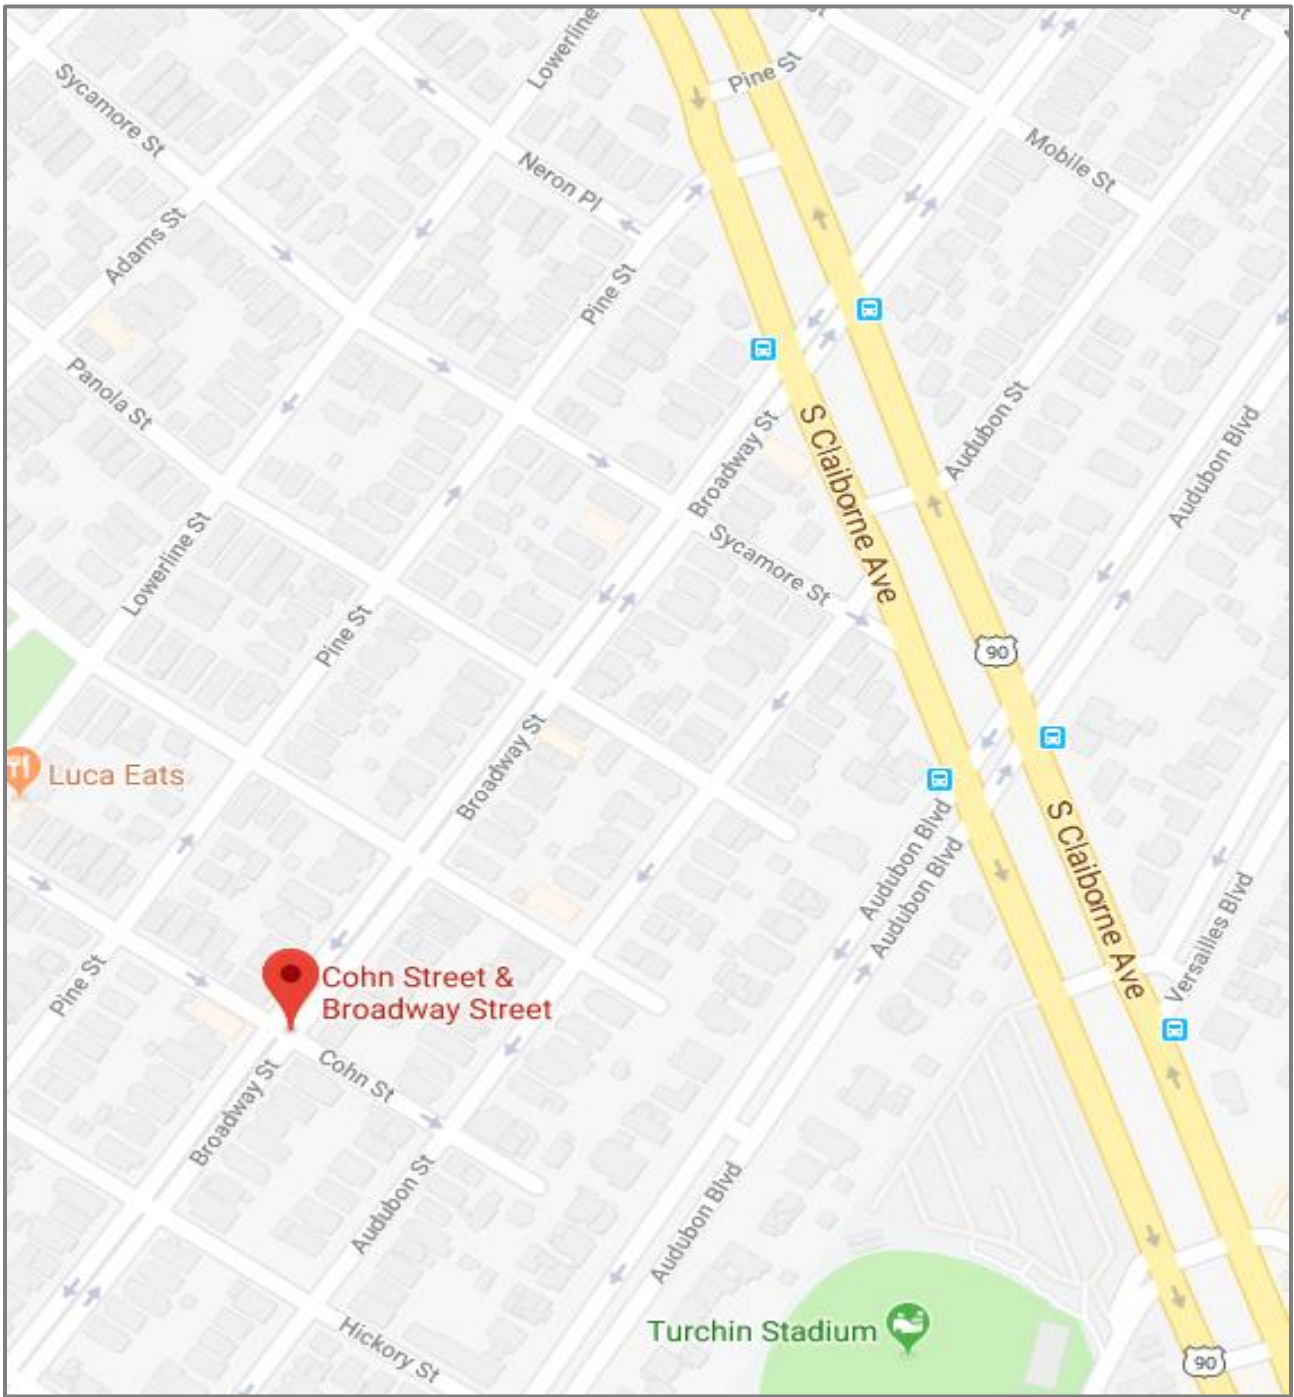 Lowerline
Pine St
Sycamore St
Mobile St
Neron Pl
Adams St
Pine St
Panola St
Audubon St
S Claiborne Ave
Broadway St
Audubon Blvd
Lowerline St
Sycamore St
Pine St
90
Broadway St
Luca Eats
Audubon Blvd
Audubon Blvd
S Claiborne Ave
Versailles Blvd
Pine St
Cohn Street &
Broadway Street
Cohn St
Broadway St
Audubon St
Audubon Blvd
Turchin Stadium
Hickory St
90